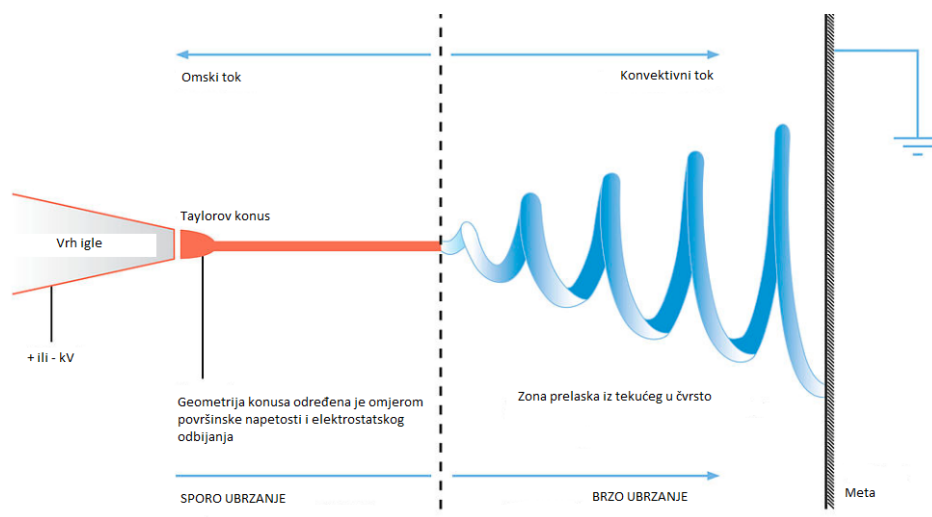 Omski tok
Konvektivni tok
Taylorov konus
Vrh igle
+ ili - kV
Geometrija konusa određena je omjerom
površinske napetosti i elektrostatskog
odbijanja
Zona prelaska iz tekućeg u čvrsto
SPORO UBRZANJE
BRZO UBRZANJE
Meta